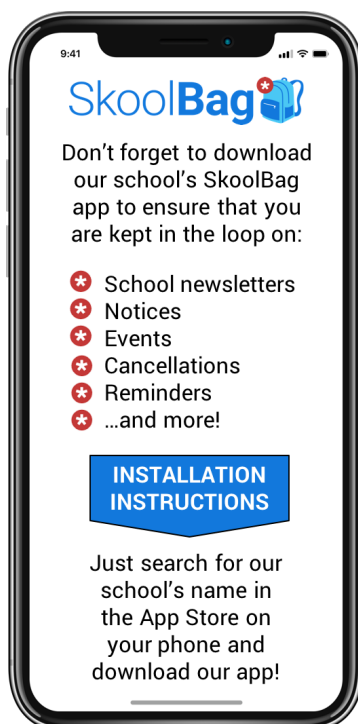 9:41
SkoolBag
Don't forget to download
our school's SkoolBag
app to ensure that you
are kept in the loop on:
School newsletters
Notices
Events
Cancellations
Reminders
...and more!
INSTALLATION
INSTRUCTIONS
Just search for our
school's name in
the App Store on
your phone and
download our app!